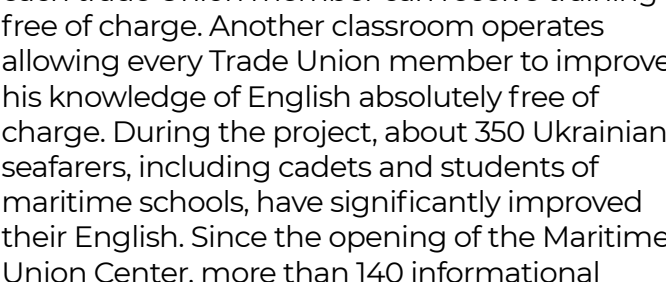 each trade Union member can receive training
free of charge. Another classroom operates
allowing every Trade Union member to improve
his knowledge of English absolutely free of
charge. During the project, about 350 Ukrainian
seafarers, including cadets and students of
maritime schools, have significantly improved
their English. Since the opening of the Maritime
Union Center, more than 140 informational